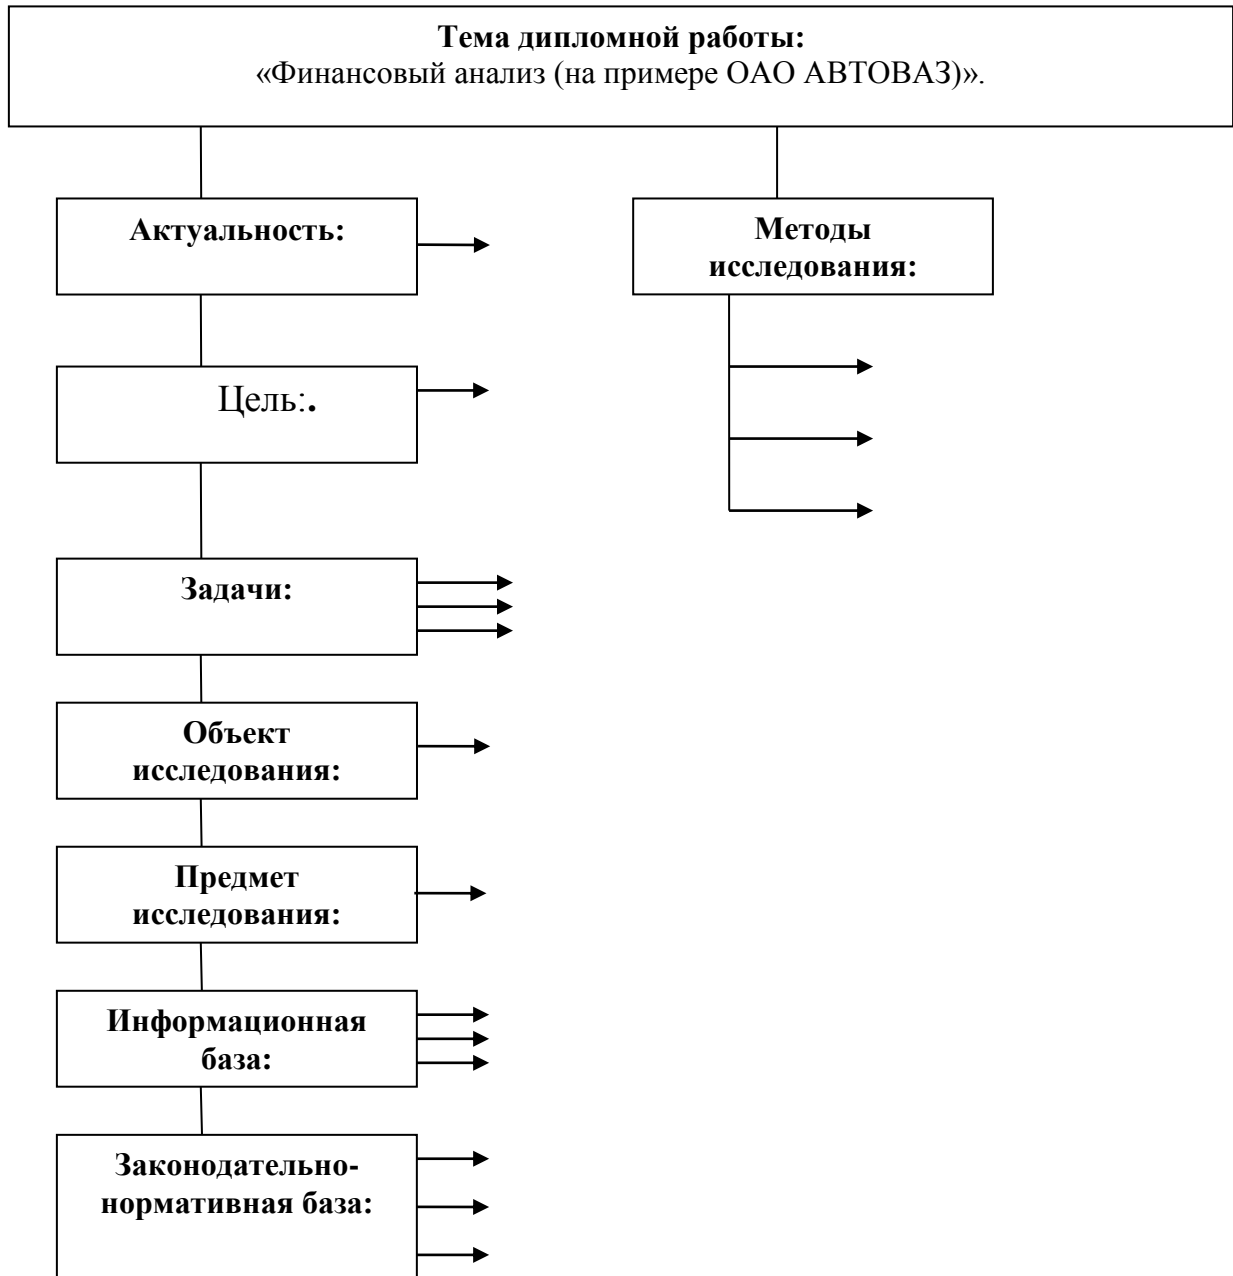 Тема дипломной работы:
«Финансовый анализ (на примере ОАО АВТОВАЗ)».
Актуальность:
Методы
исследования:
Цель:.
Задачи:
Объект
исследования:
Предмет
исследования:
Информационная
база:
Законодательно-
нормативная база: